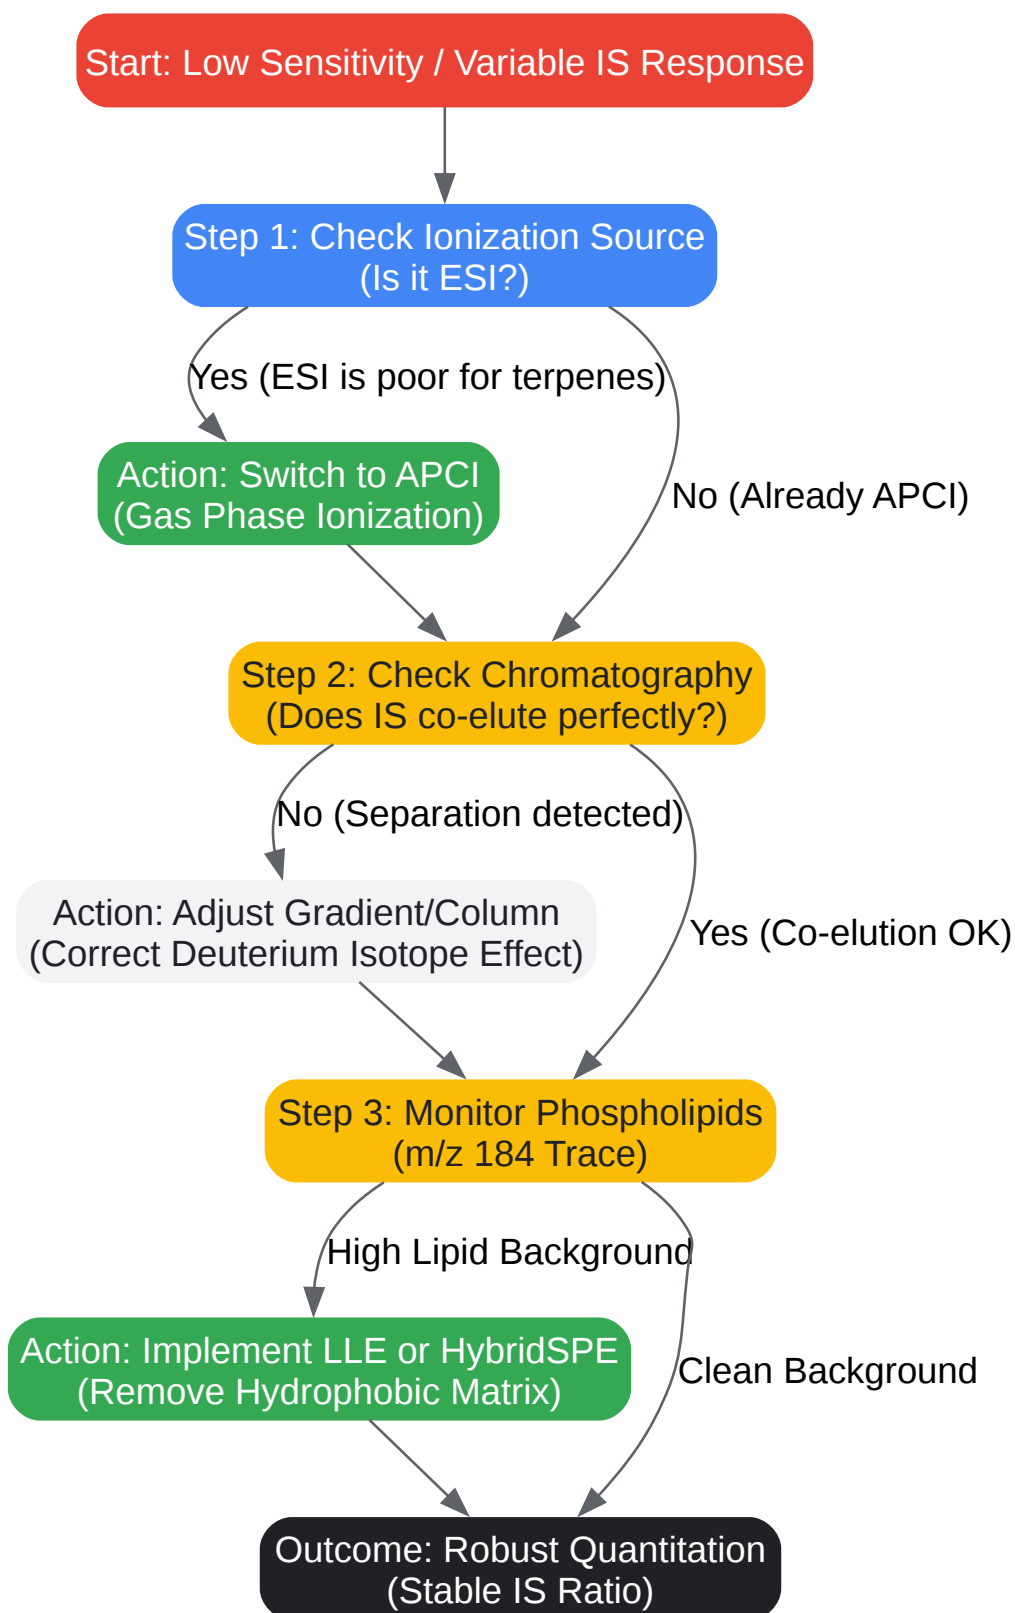 Start: Low Sensitivity / Variable IS Response
Step 1: Check Ionization Source
(Is it ESI?)
Yes (ESI is poor for terpenes)
Action: Switch to APCI
(Gas Phase Ionization)
No (Already APCI)
Step 2: Check Chromatography
(Does IS co-elute perfectly?)
No (Separation detected)
Action: Adjust Gradient/Column
(Correct Deuterium Isotope Effect)
Yes (Co-elution OK)
Step 3: Monitor Phospholipids
(m/z 184 Trace)
High Lipid Background
Action: Implement LLE or HybridSPE
(Remove Hydrophobic Matrix)
Clean Background
Outcome: Robust Quantitation
(Stable IS Ratio)